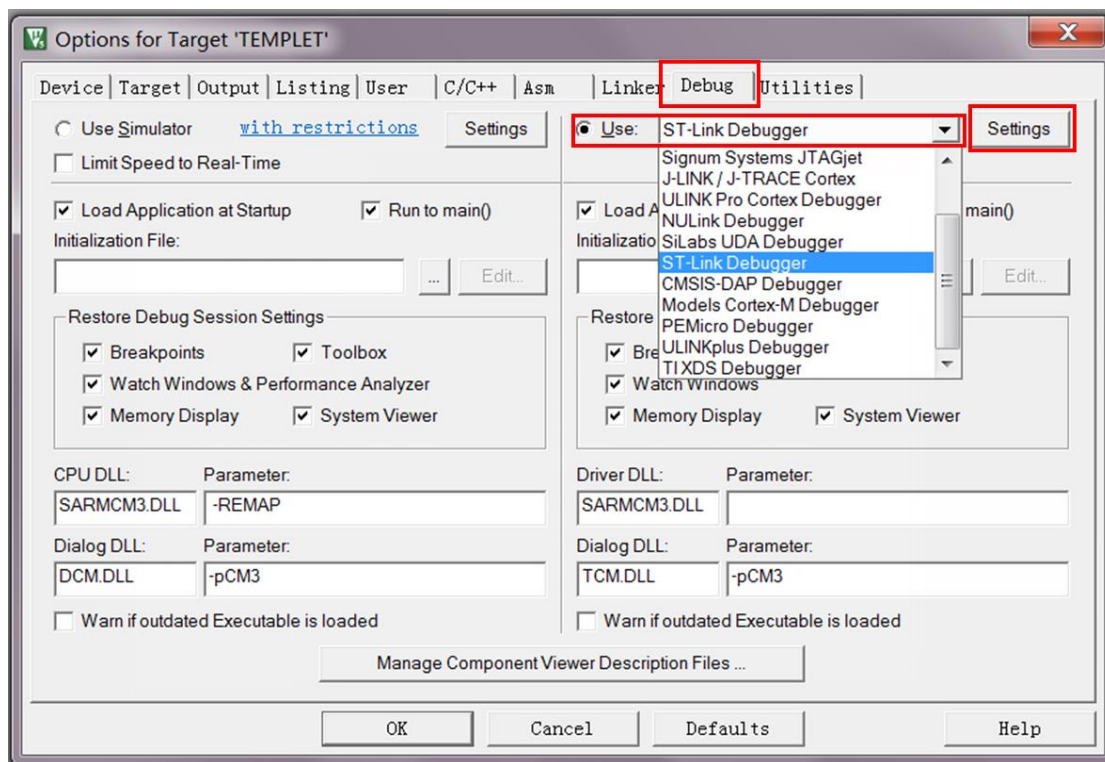 Options for Target 'TEMPLET'
Device Target Output Listing User C/C++ Asm Linker Debug Utilities
Use Simulator with restrictions Settings
Limit Speed to Real-Time
Load Application at Startup Run to main()
Initialization File:
... Edit...
Restore Debug Session Settings
Breakpoints Toolbox
Watch Windows & Performance Analyzer
Memory Display System Viewer
CPU DLL: Parameter:
SARMCM3.DLL -REMAP
Dialog DLL: Parameter:
DCM.DLL -pCM3
Warn if outdated Executable is loaded
Use: ST-Link Debugger Settings
Signum Systems JTAGjet
J-LINK / J-TRACE Cortex
ULINK Pro Cortex Debugger
NULink Debugger
SiLabs UDA Debugger
ST-Link Debugger
CMSIS-DAP Debugger
Models Cortex-M Debugger
PEMicro Debugger
ULINKplus Debugger
TI XDS Debugger
Load main()
Edit...
Restore
Watch Windows
Memory Display System Viewer
Driver DLL: Parameter:
SARMCM3.DLL
Dialog DLL: Parameter:
TCM.DLL -pCM3
Warn if outdated Executable is loaded
Manage Component Viewer Description Files ...
OK Cancel Defaults Help